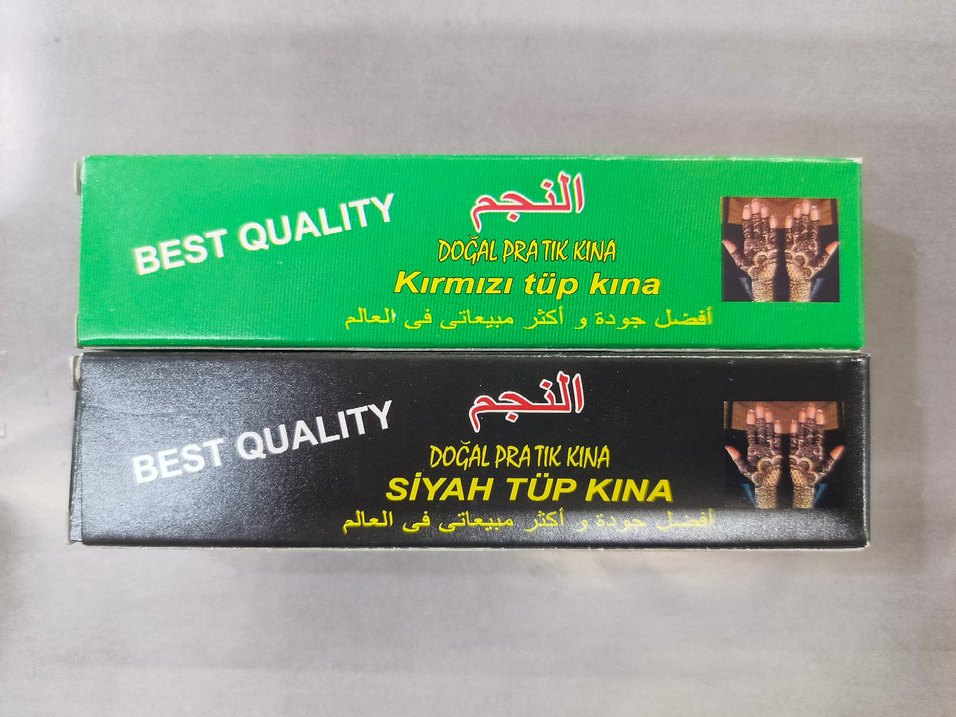 BEST QUALITY
النجم
DOĞAL PRATIK KINA
Kırmızı tüp kına
أفضل جودة و أكثر مبيعاتى فى العالم
BEST QUALITY
النجم
DOĞAL PRATIK KINA
SİYAH TÜP KINA
أفضل جودة و أكثر مبيعاتى فى العالم